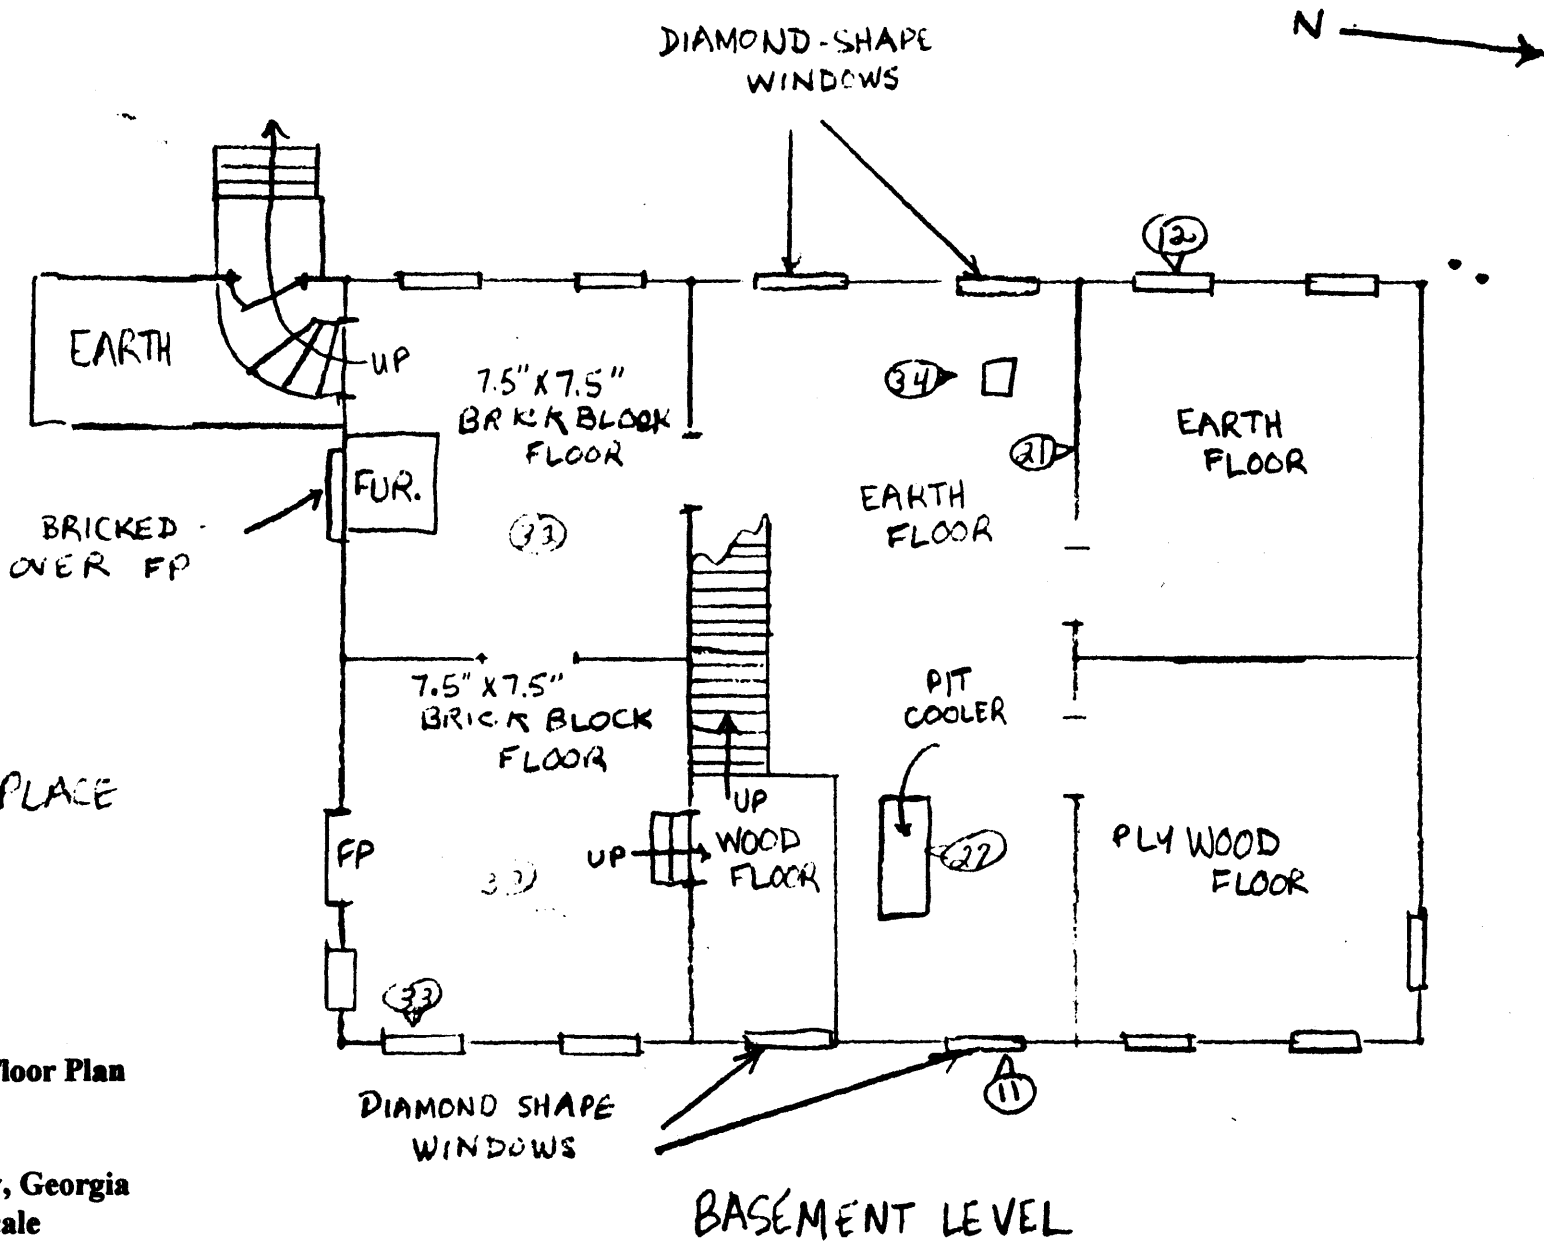 N
DIAMOND-SHAPE
WINDOWS
12
EARTH
UP
34
7.5" X 7.5"
BRICK BLOCK
FLOOR
EARTH
FLOOR
21
FUR.
EARTH
FLOOR
BRICKED
OVER FP
33
7.5" X 7.5"
BRICK BLOCK
FLOOR
PIT
COOLER
PLACE
UP
WOOD
FLOOR
FP
UP
22
PLYWOOD
FLOOR
33
loor Plan
DIAMOND SHAPE
WINDOWS
11
, Georgia
ale
BASEMENT LEVEL